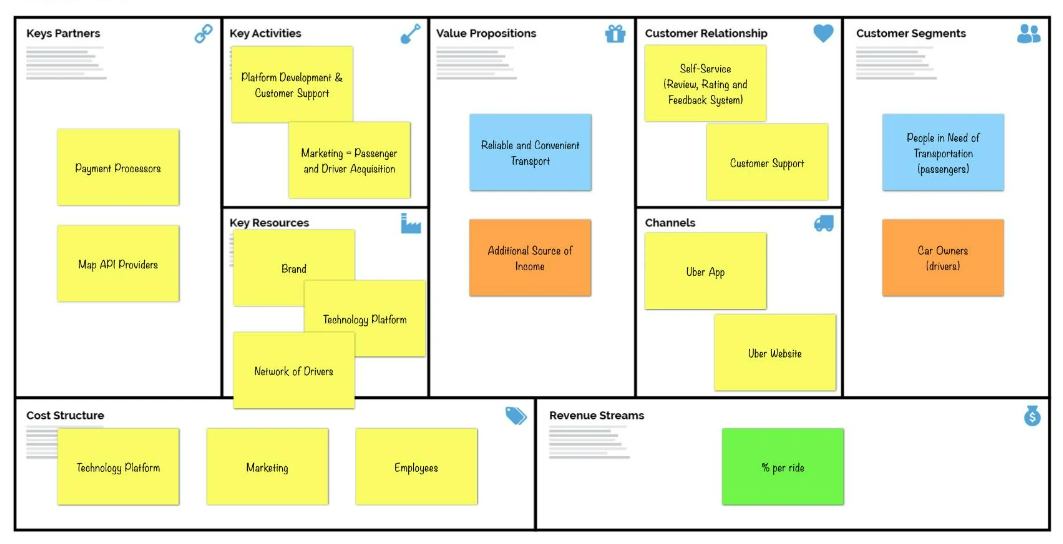 Keys Partners
Payment Processors
Map API Providers
Key Activities
Platform Development &
Customer Support
Marketing = Passenger
and Driver Acquisition
Key Resources
Brand
Technology Platform
Network of Drivers
Value Propositions
Reliable and Convenient
Transport
Additional Source of
Income
Customer Relationship
Self-Service
(Review, Rating and
Feedback System)
Customer Support
Channels
Uber App
Uber Website
Customer Segments
People in Need of
Transportation
(passengers)
Car Owners
(drivers)
Cost Structure
Technology Platform
Marketing
Employees
Revenue Streams
$
% per ride